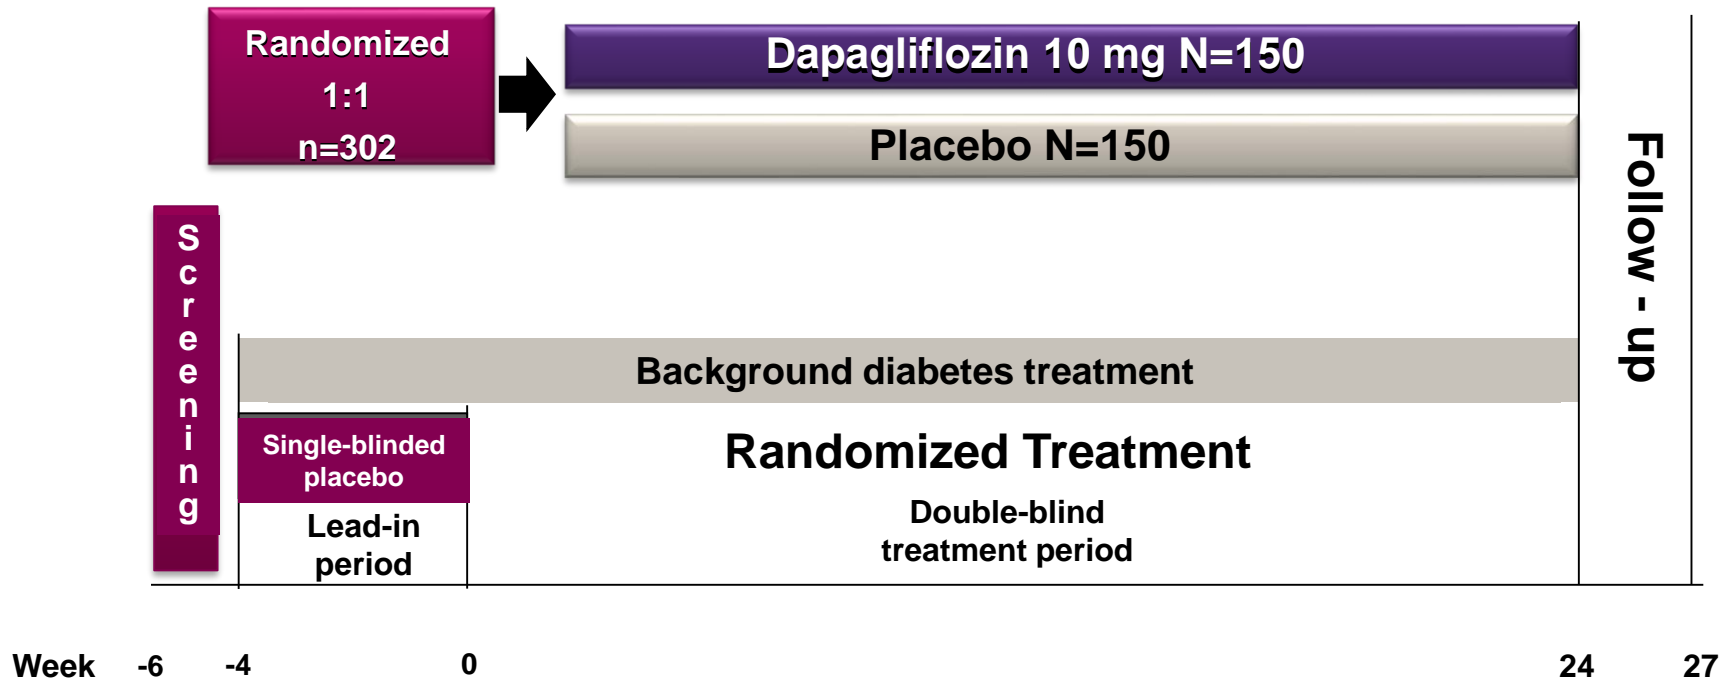 Randomized
1:1
n=302
Dapagliflozin 10 mg N=150
Placebo N=150
Screening
Background diabetes treatment
Single-blinded
placebo
Lead-in
period
Randomized Treatment
Double-blind
treatment period
Follow - up
Week -6 -4 0 24 27